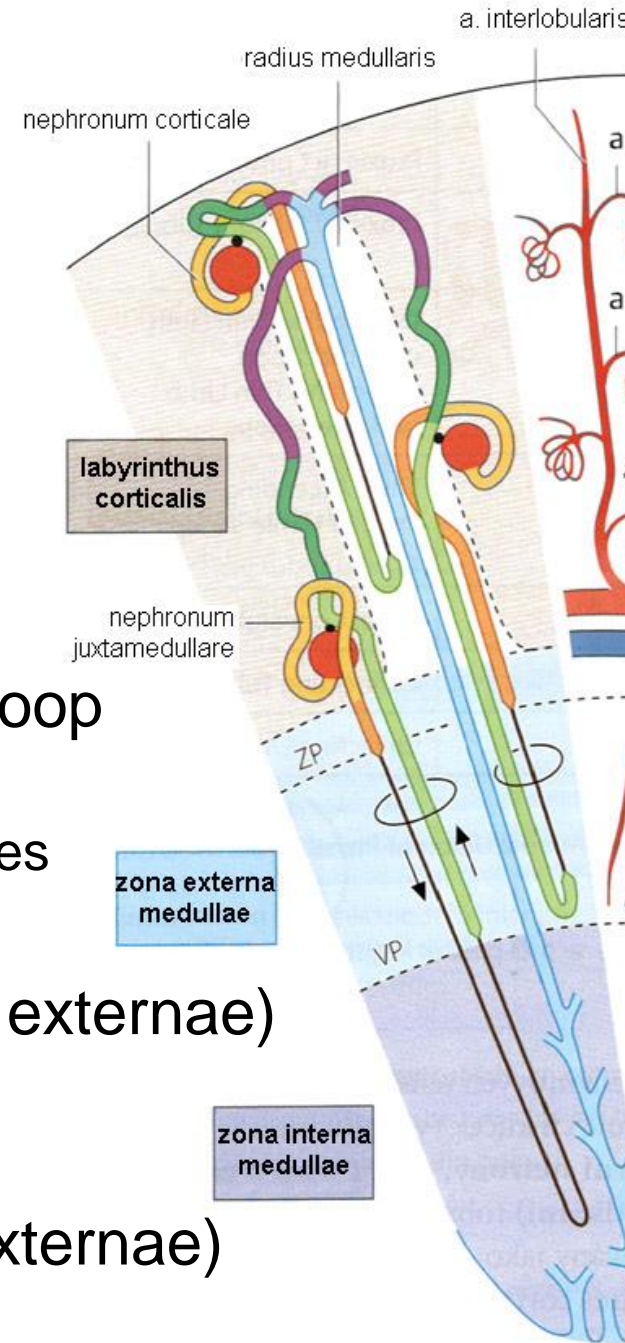 a. interlobularis
radius medullaris
nephronum corticale
a
a
labyrinthus
corticalis
nephronum
juxtamedullare
oop
ZP
es
zona externa
medullae
VP
externae)
zona interna
medullae
xternae)